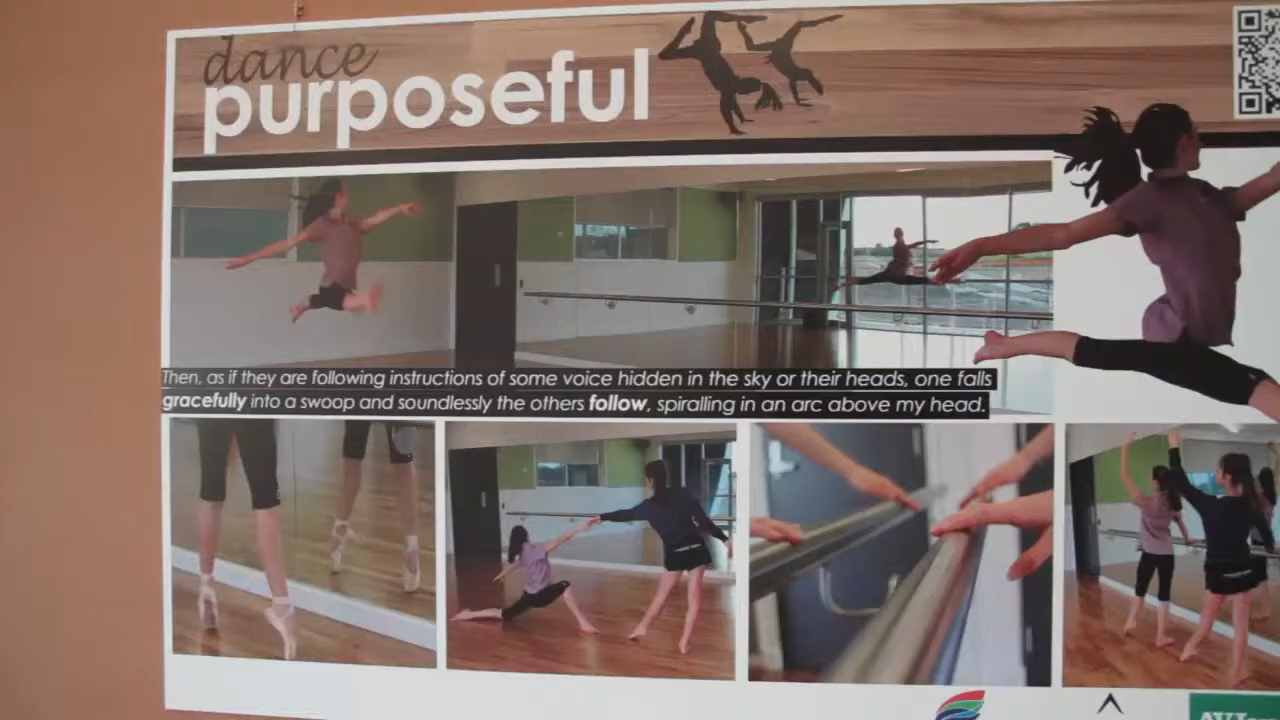 dance
purposeful
Then, as if they are following instructions of some voice hidden in the sky or their heads, one falls
gracefully into a swoop and soundlessly the others follow, spiralling in an arc above my head.